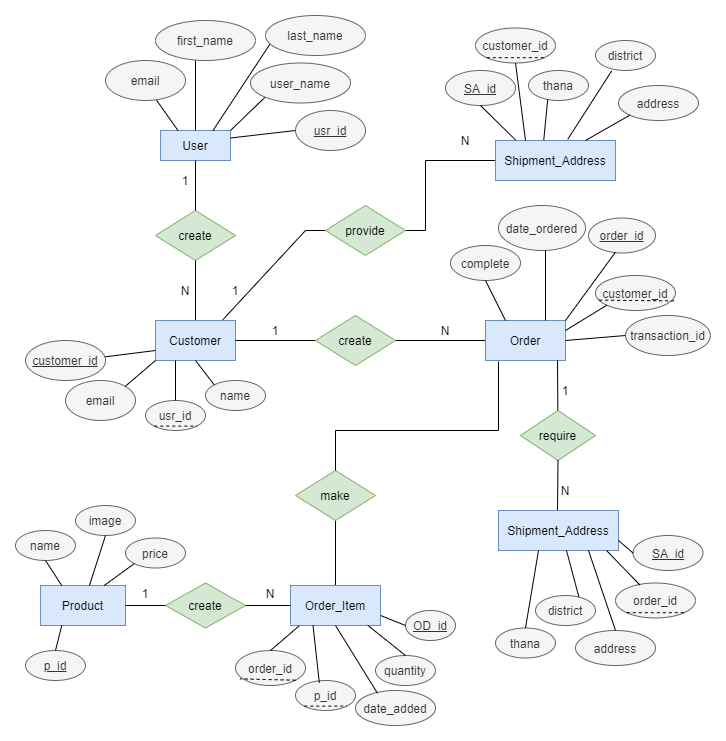 first_name
last_name
email
user_name
usr_id
User
1
create
N
customer_id
district
SA_id
thana
address
N
Shipment_Address
provide
1
date_ordered
order_id
complete
customer_id
transaction_id
Customer
1
create
N
Order
customer_id
email
usr_id
name
1
require
N
make
name
image
price
Product
1
create
N
Order_Item
p_id
order_id
p_id
date_added
quantity
OD_id
Shipment_Address
SA_id
order_id
district
thana
address